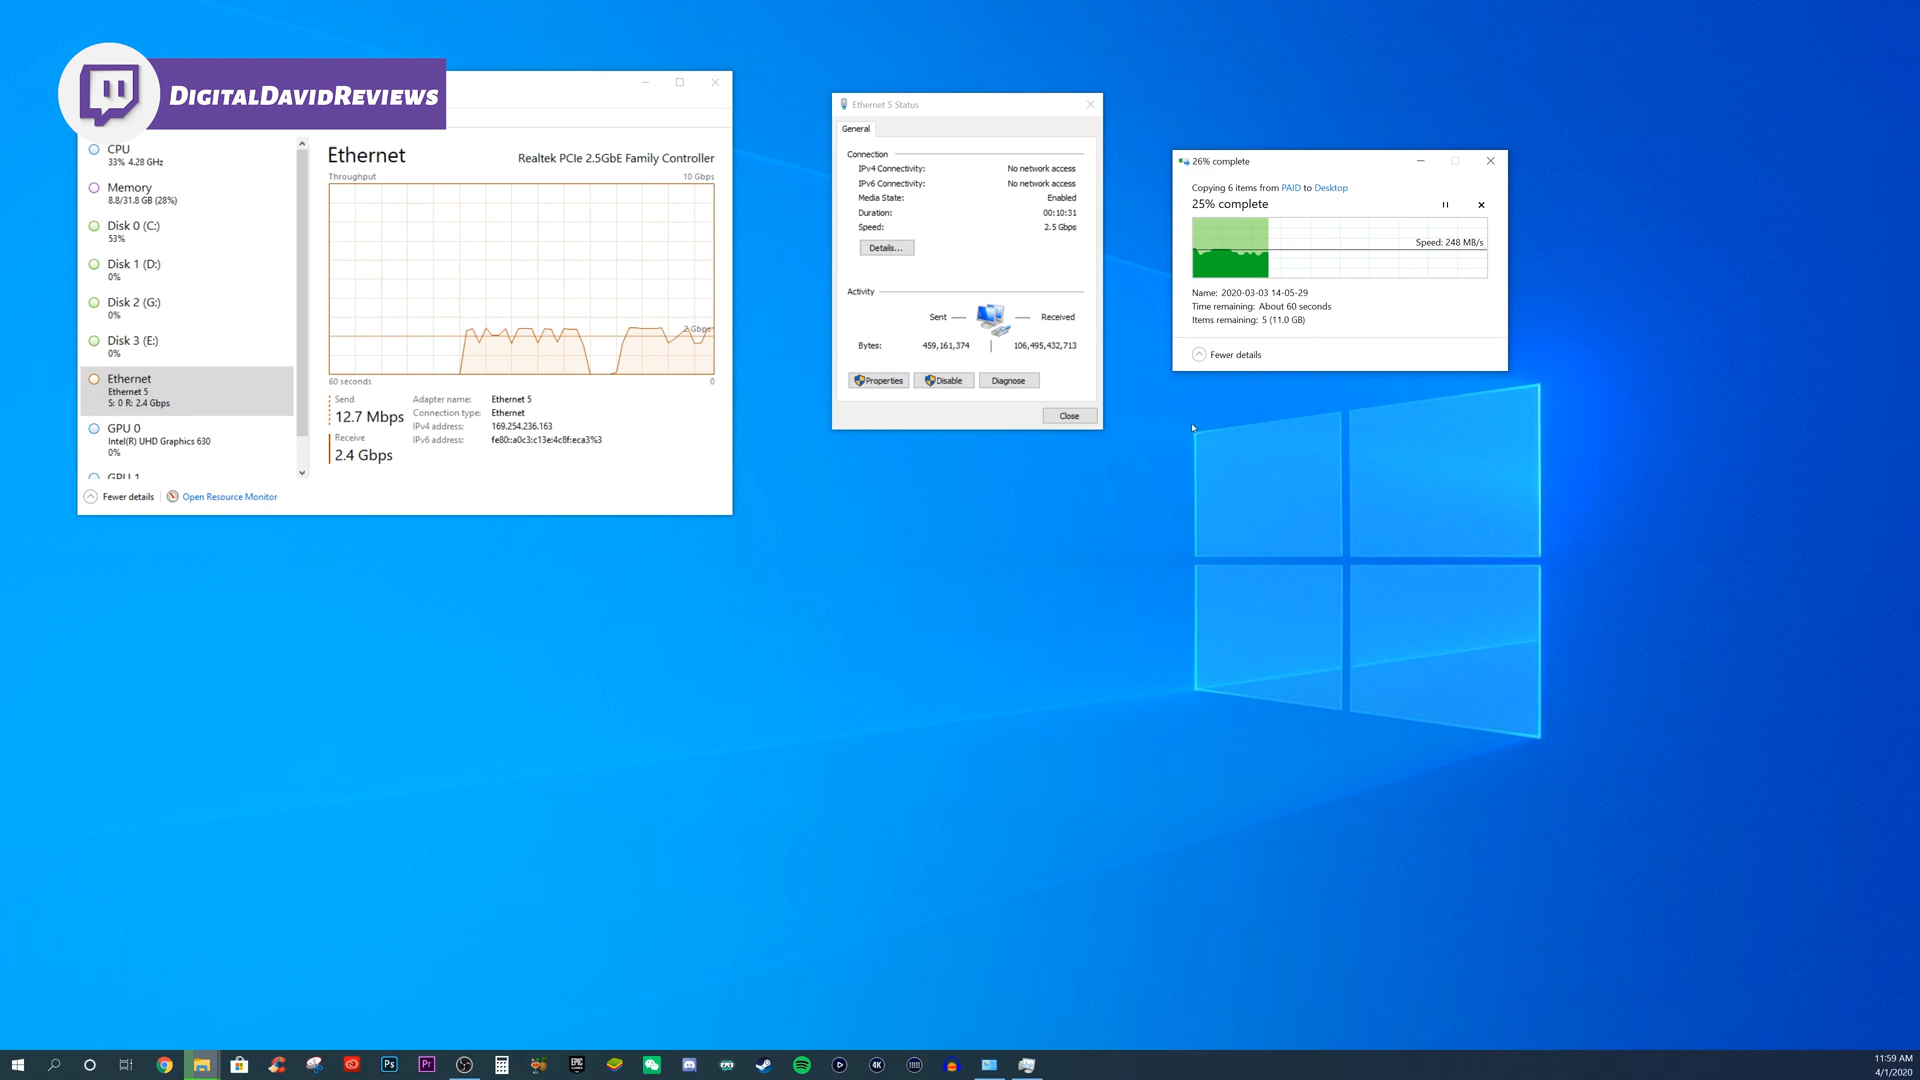 DigitalDavidReviews
CPU
33% 4.28 GHz
Memory
8.8/31.8 GB (28%)
Disk 0 (C:)
53%
Disk 1 (D:)
0%
Disk 2 (G:)
0%
Disk 3 (E:)
0%
Ethernet
Ethernet 5
S: 0 R: 2.4 Gbps
GPU 0
Intel(R) UHD Graphics 630
0%
GPU 1
Fewer details
Open Resource Monitor
Ethernet
Realtek PCIe 2.5GbE Family Controller
Throughput
10 Gbps
2 Gbps
60 seconds
0
Send
12.7 Mbps
Receive
2.4 Gbps
Adapter name: Ethernet 5
Connection type: Ethernet
IPv4 address: 169.254.236.163
IPv6 address: fe80::a0c3:c13e:4c8f:eca3%3
Ethernet 5 Status
General
Connection
IPv4 Connectivity: No network access
IPv6 Connectivity: No network access
Media State: Enabled
Duration: 00:10:31
Speed: 2.5 Gbps
Details...
Activity
Sent
Received
Bytes: 459,161,374 | 106,495,432,713
Properties
Disable
Diagnose
Close
26% complete
Copying 6 items from PAID to Desktop
25% complete
Speed: 248 MB/s
Name: 2020-03-03 14-05-29
Time remaining: About 60 seconds
Items remaining: 5 (11.0 GB)
Fewer details
Ps
Pr
EPIC
4K
11:59 AM
4/1/2020